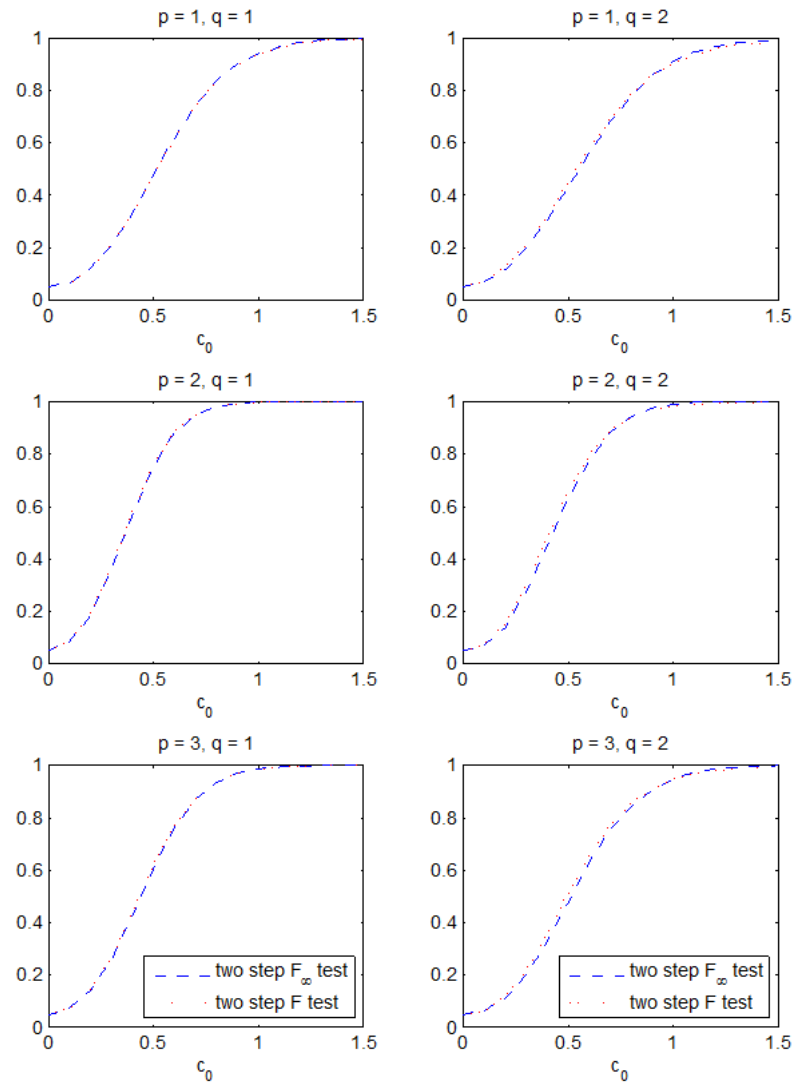 p = 1, q = 1
1
0.8
0.6
0.4
0.2
0
0 0.5 1 1.5
c₀
p = 1, q = 2
1
0.8
0.6
0.4
0.2
0
0 0.5 1 1.5
c₀
p = 2, q = 1
1
0.8
0.6
0.4
0.2
0
0 0.5 1 1.5
c₀
p = 2, q = 2
1
0.8
0.6
0.4
0.2
0
0 0.5 1 1.5
c₀
p = 3, q = 1
1
0.8
0.6
0.4
0.2
0
two step F∞ test
two step F test
0 0.5 1 1.5
c₀
p = 3, q = 2
1
0.8
0.6
0.4
0.2
0
two step F∞ test
two step F test
0 0.5 1 1.5
c₀